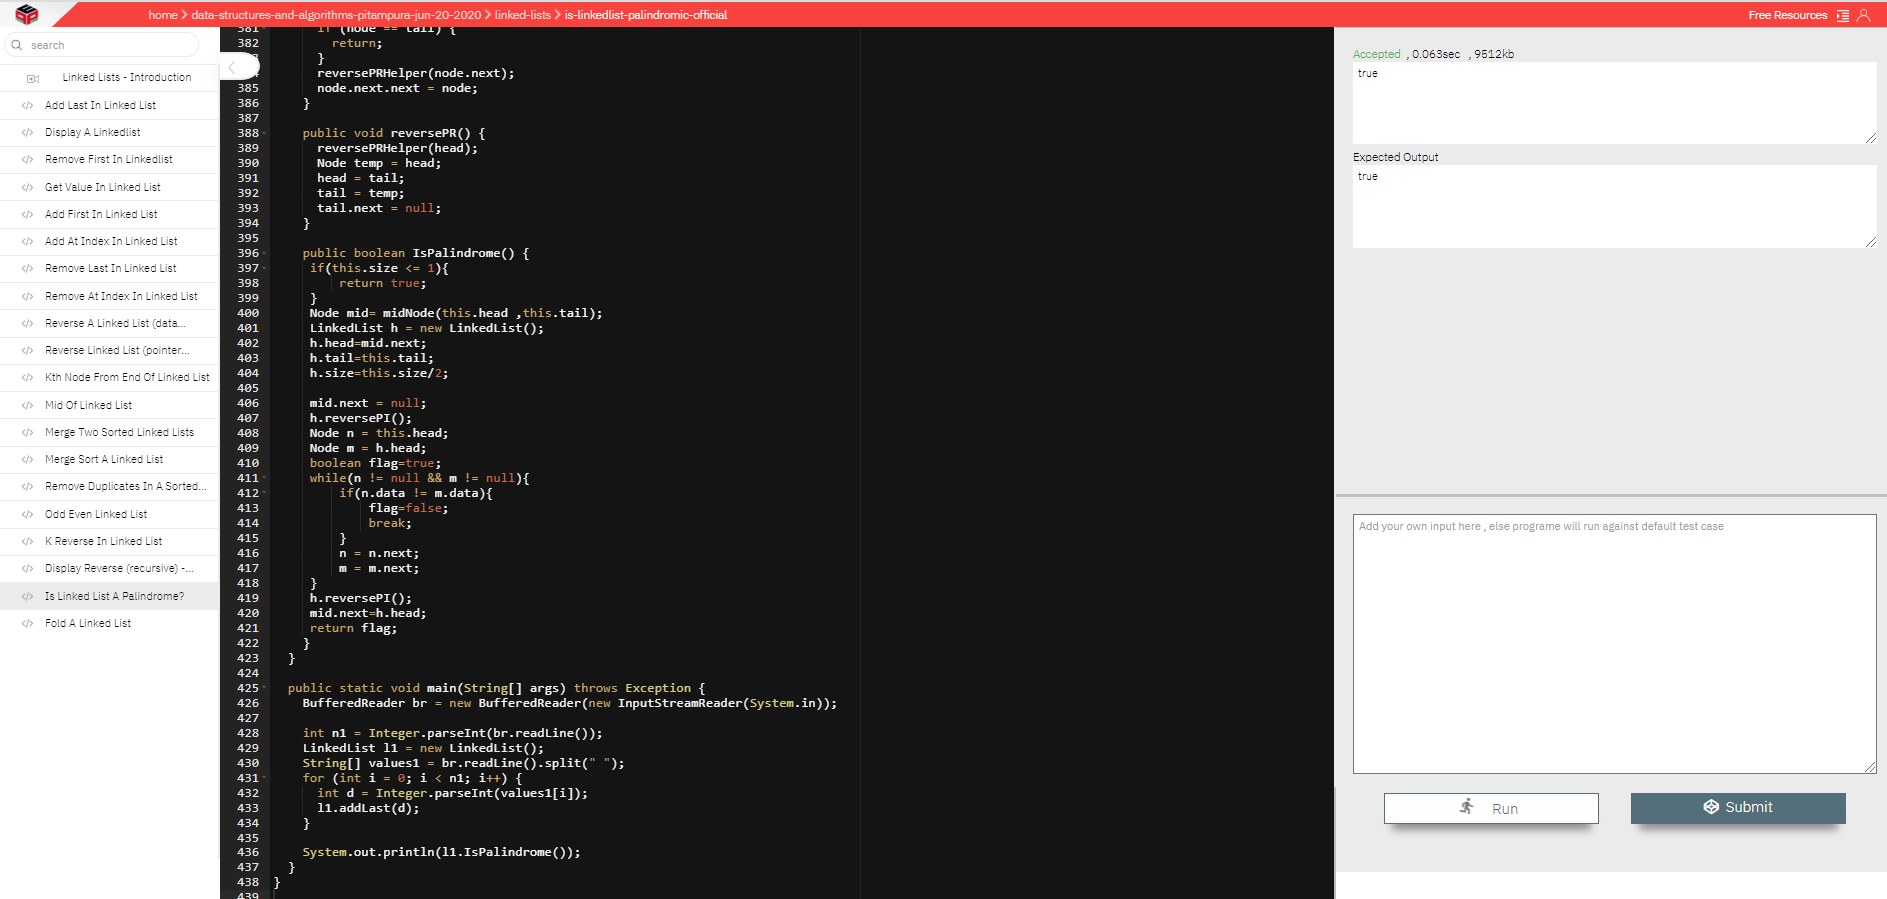 home > data-structures-and-algorithms-pitampura-jun-20-2020 > linked-lists > is-linkedlist-palindromic-official
Free Resources
search
Linked Lists - Introduction
</> Add Last In Linked List
</> Display A Linkedlist
</> Remove First In Linkedlist
</> Get Value In Linked List
</> Add First In Linked List
</> Add At Index In Linked List
</> Remove Last In Linked List
</> Remove At Index In Linked List
</> Reverse A Linked List (data...
</> Reverse Linked List (pointer...
</> Kth Node From End Of Linked List
</> Mid Of Linked List
</> Merge Two Sorted Linked Lists
</> Merge Sort A Linked List
</> Remove Duplicates In A Sorted...
</> Odd Even Linked List
</> K Reverse In Linked List
</> Display Reverse (recursive) -...
</> Is Linked List A Palindrome?
</> Fold A Linked List
381 if (node == tail) {
382 return;
}
reversePRHelper(node.next);
385 node.next.next = node;
386 }
387
388 public void reversePR() {
389 reversePRHelper(head);
390 Node temp = head;
391 head = tail;
392 tail = temp;
393 tail.next = null;
394 }
395
396 public boolean IsPalindrome() {
397 if(this.size <= 1){
398 return true;
399 }
400 Node mid= midNode(this.head ,this.tail);
401 LinkedList h = new LinkedList();
402 h.head=mid.next;
403 h.tail=this.tail;
404 h.size=this.size/2;
405
406 mid.next = null;
407 h.reversePI();
408 Node n = this.head;
409 Node m = h.head;
410 boolean flag=true;
411 while(n != null && m != null){
412 if(n.data != m.data){
413 flag=false;
414 break;
415 }
416 n = n.next;
417 m = m.next;
418 }
419 h.reversePI();
420 mid.next=h.head;
421 return flag;
422 }
423 }
424
425 public static void main(String[] args) throws Exception {
426 BufferedReader br = new BufferedReader(new InputStreamReader(System.in));
427
428 int n1 = Integer.parseInt(br.readLine());
429 LinkedList l1 = new LinkedList();
430 String[] values1 = br.readLine().split(" ");
431 for (int i = 0; i < n1; i++) {
432 int d = Integer.parseInt(values1[i]);
433 l1.addLast(d);
434 }
435
436 System.out.println(l1.IsPalindrome());
437 }
438 }
439
Accepted , 0.063sec , 9512kb
true
Expected Output
true
Add your own input here , else programe will run against default test case
Run
Submit